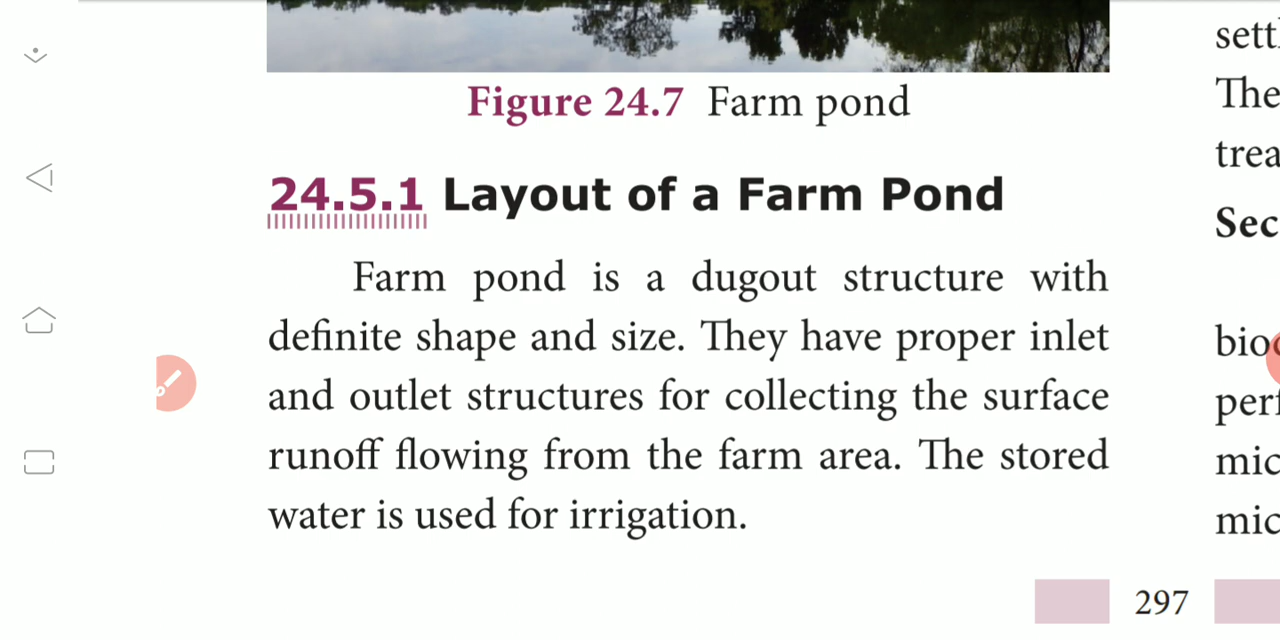 Figure 24.7 Farm pond
24.5.1 Layout of a Farm Pond
Farm pond is a dugout structure with
definite shape and size. They have proper inlet
and outlet structures for collecting the surface
runoff flowing from the farm area. The stored
water is used for irrigation.
The
297